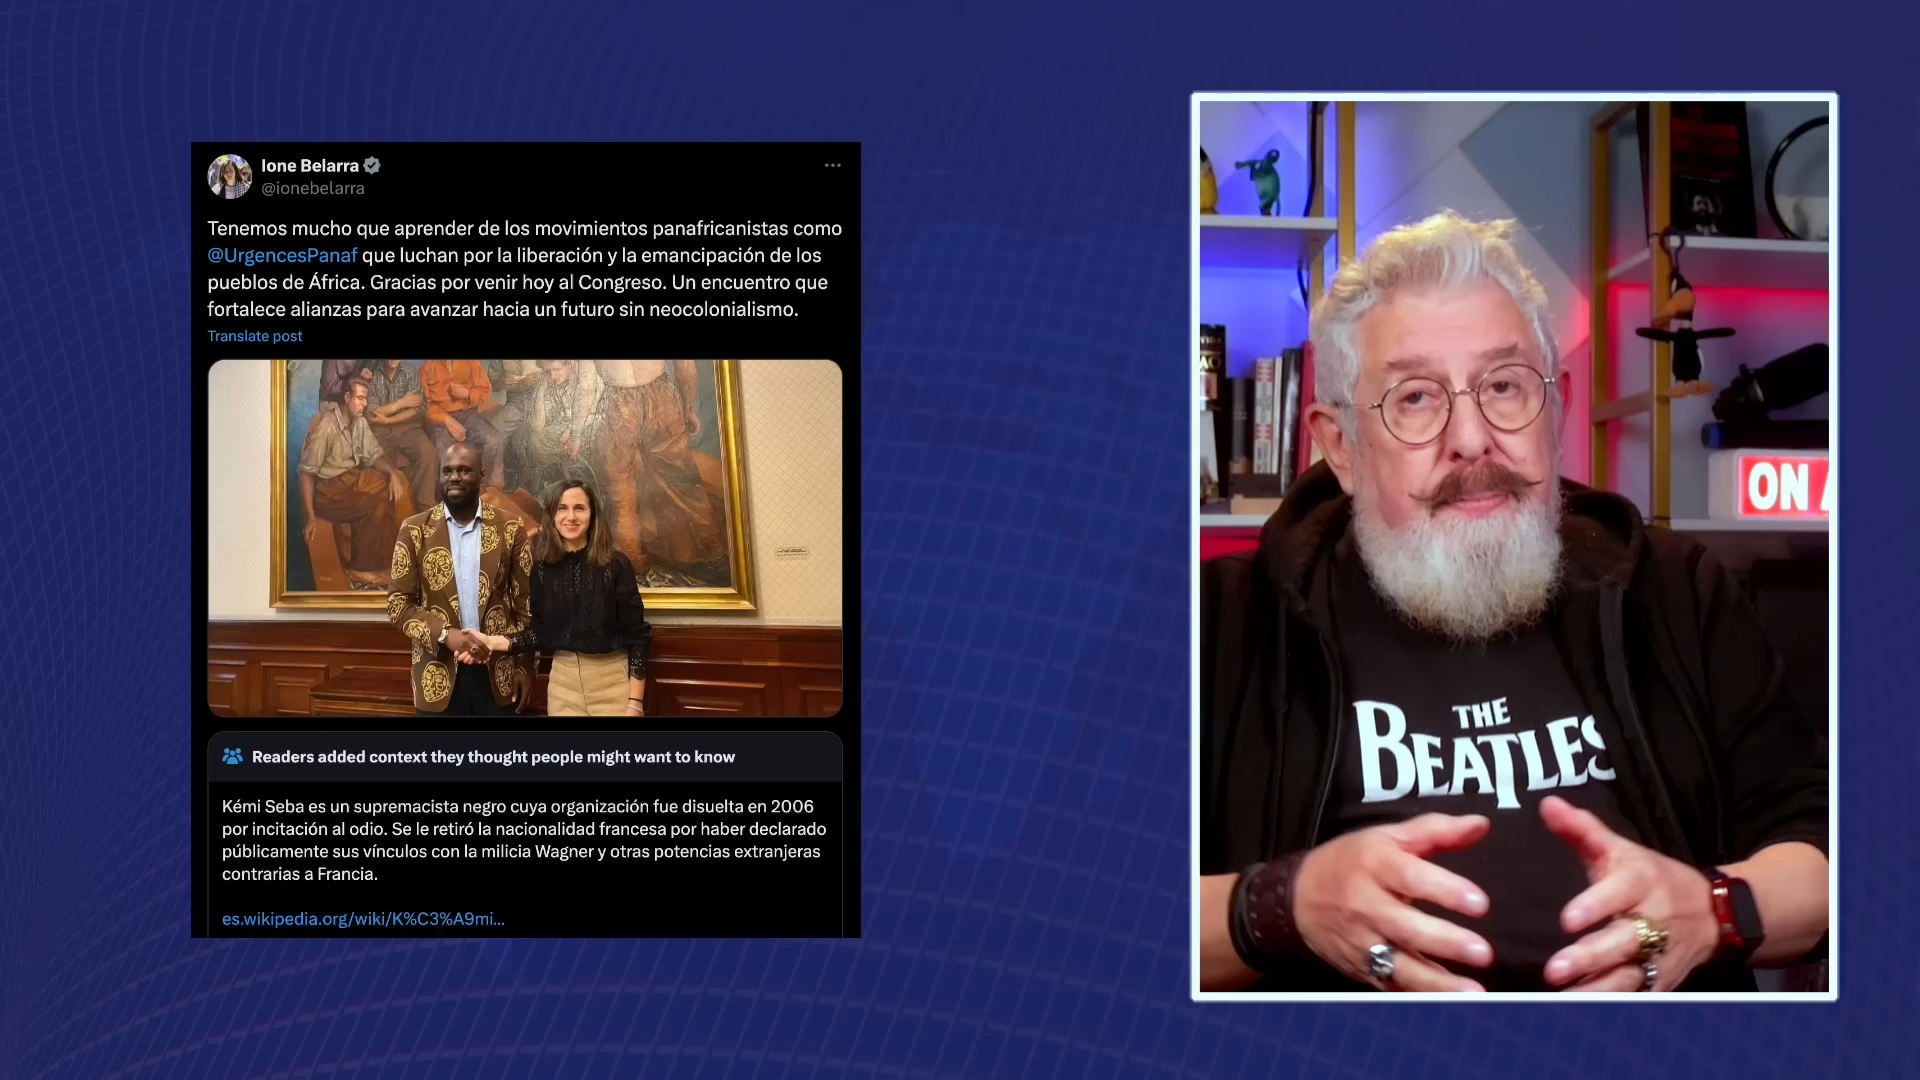 Ione Belarra
@ionebelarra
Tenemos mucho que aprender de los movimientos panafricanistas como
@UrgencesPanaf que luchan por la liberación y la emancipación de los
pueblos de África. Gracias por venir hoy al Congreso. Un encuentro que
fortalece alianzas para avanzar hacia un futuro sin neocolonialismo.
Translate post
Readers added context they thought people might want to know
Kémi Seba es un supremacista negro cuya organización fue disuelta en 2006
por incitación al odio. Se le retiró la nacionalidad francesa por haber declarado
públicamente sus vínculos con la milicia Wagner y otras potencias extranjeras
contrarias a Francia.
es.wikipedia.org/wiki/K%C3%A9mi...
ON A
THE
BEATLES